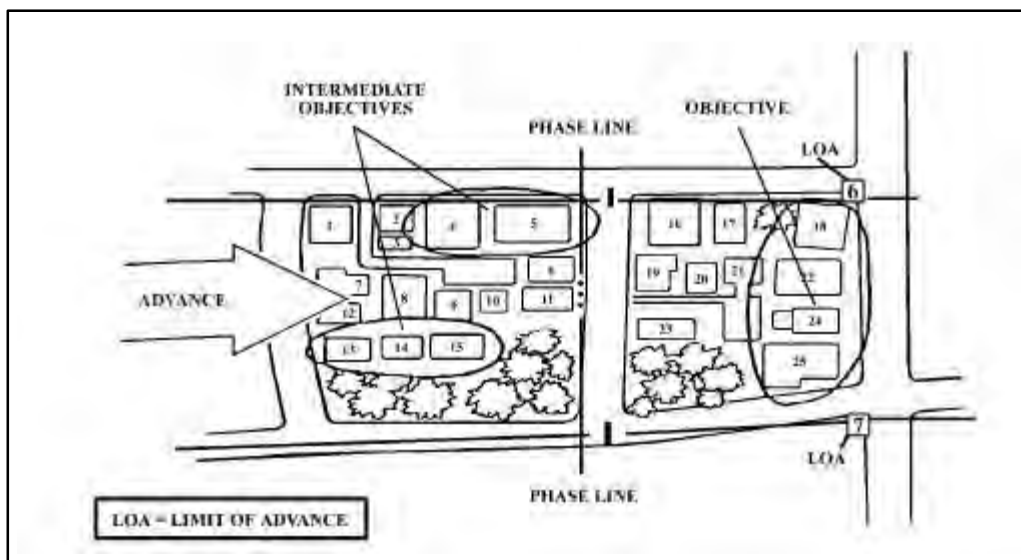 INTERMEDIATE
OBJECTIVES
OBJECTIVE
PHASE LINE
LOA
6
1
2
4
5
16
17
18
ADVANCE
7
8
6
19
20
21
22
12
9
10
11
24
13
14
15
23
25
7
LOA
PHASE LINE
LOA = LIMIT OF ADVANCE